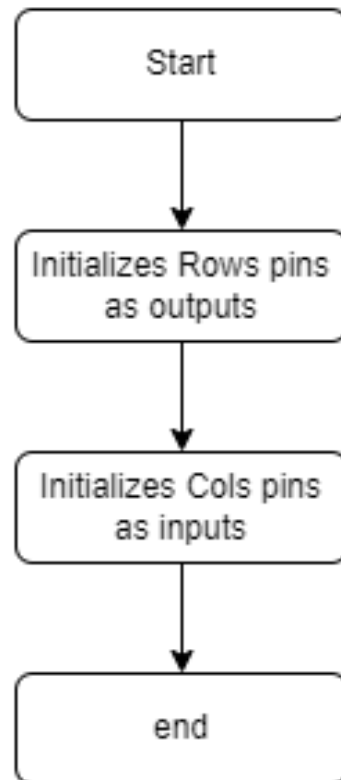 Start
Initializes Rows pins
as outputs
Initializes Cols pins
as inputs
end